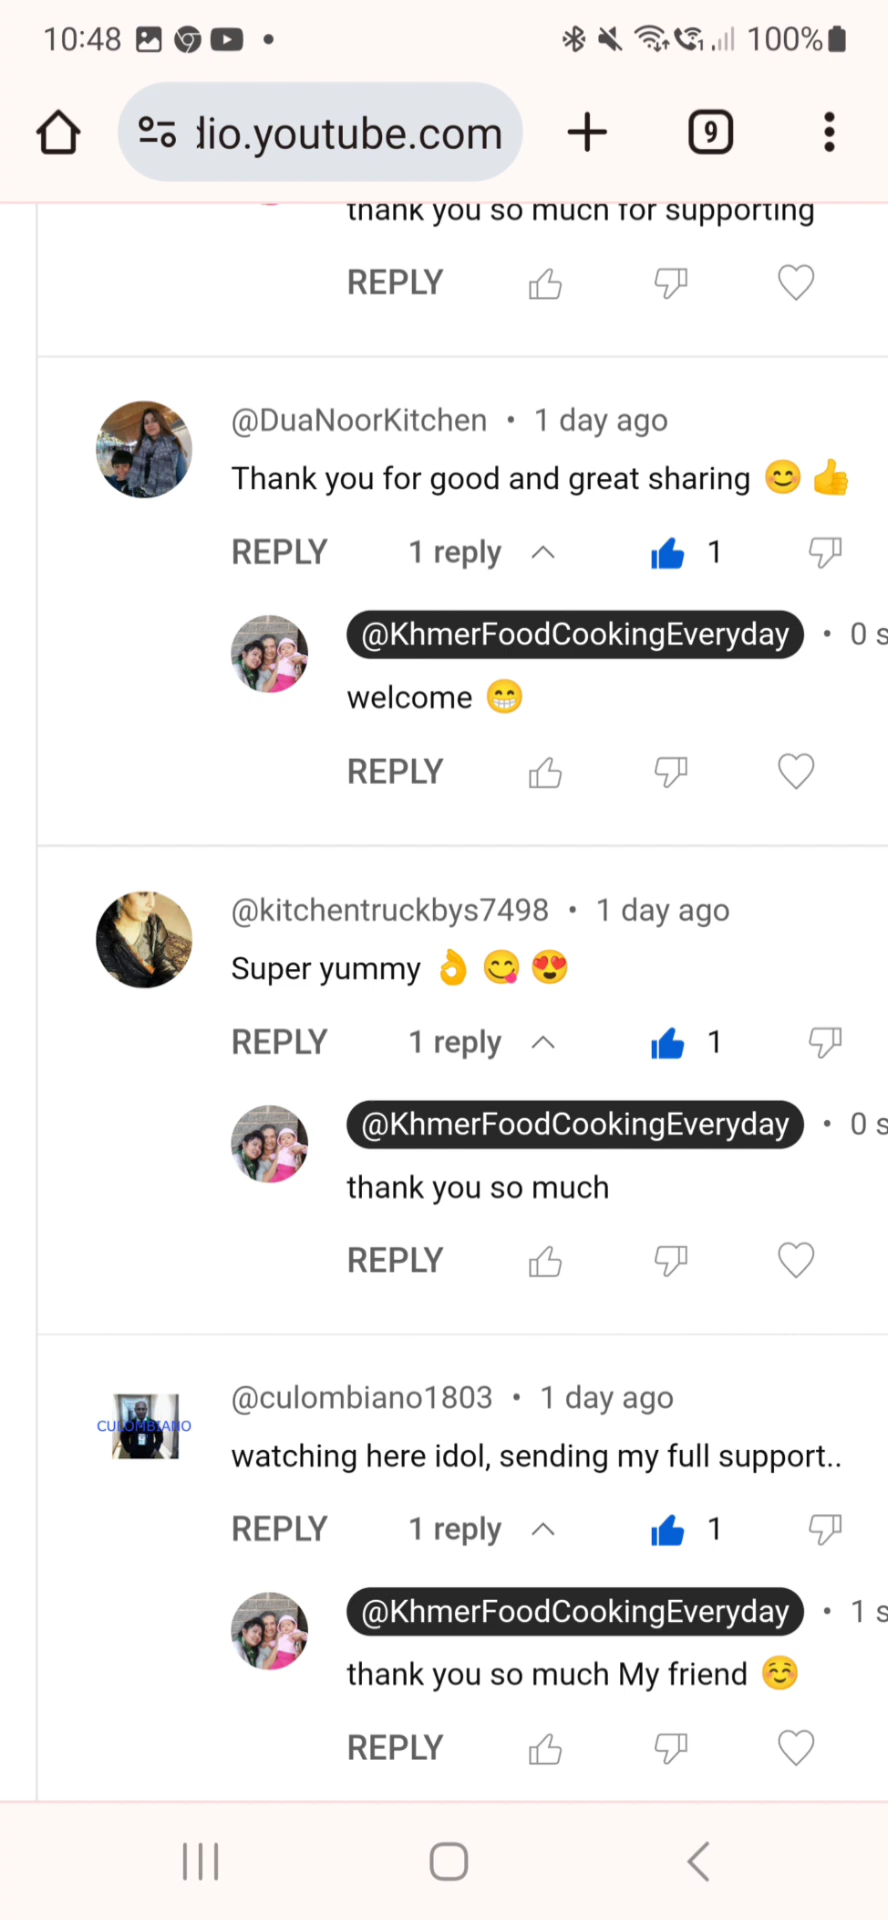 10:48
100%
dio.youtube.com
9
thank you so much for supporting
REPLY
@DuaNoorKitchen • 1 day ago
Thank you for good and great sharing 😊 👍
REPLY 1 reply 1
@KhmerFoodCookingEveryday • 0 s
welcome 😁
REPLY
@kitchentruckbys7498 • 1 day ago
Super yummy 👌 😋 😍
REPLY 1 reply 1
@KhmerFoodCookingEveryday • 0 s
thank you so much
REPLY
CULOMBIANO
@culombiano1803 • 1 day ago
watching here idol, sending my full support..
REPLY 1 reply 1
@KhmerFoodCookingEveryday • 1 s
thank you so much My friend ☺️
REPLY